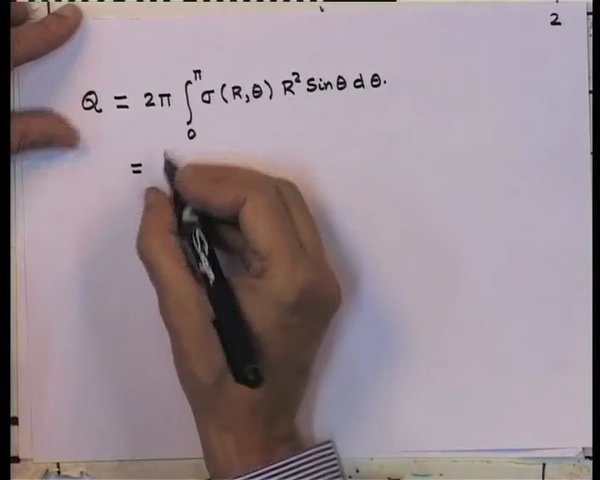 2
Q = 2π ∫₀^π σ(R,θ) R² Sinθ dθ.
=